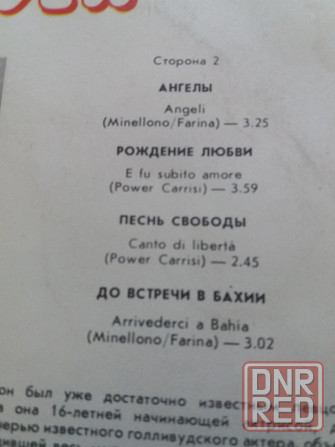 Сторона 2
АНГЕЛЫ
Angeli
(Minellono/Farina) — 3.25
РОЖДЕНИЕ ЛЮБВИ
E fu subito amore
(Power Carrisi) — 3.59
ПЕСНЬ СВОБОДЫ
Canto di libertà
(Power Carrisi) — 2.45
ДО ВСТРЕЧИ В БАХИИ
Arrivederci a Bahia
(Minellono/Farina) — 3.02
он был уже достаточно
она 16-летней начинающей
известного голливудского актера
DNR
RED